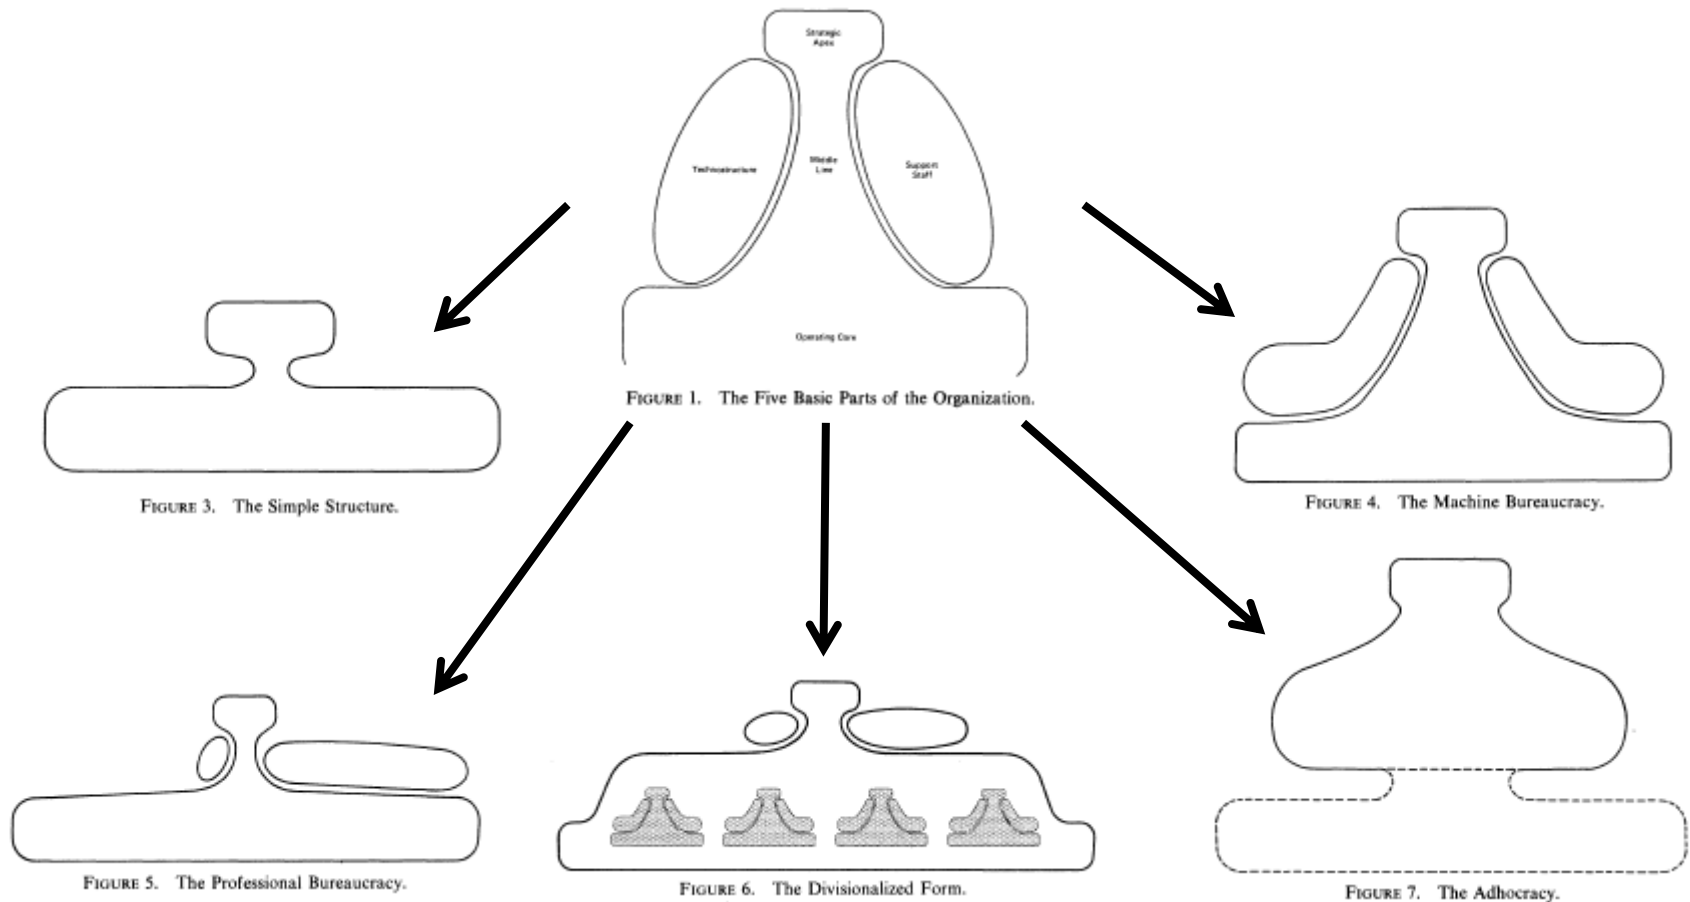 Strategic
Apex
Technostructure
Middle
Line
Support
Staff
Operating Core
FIGURE 1. The Five Basic Parts of the Organization.
FIGURE 3. The Simple Structure.
FIGURE 4. The Machine Bureaucracy.
FIGURE 5. The Professional Bureaucracy.
FIGURE 6. The Divisionalized Form.
FIGURE 7. The Adhocracy.